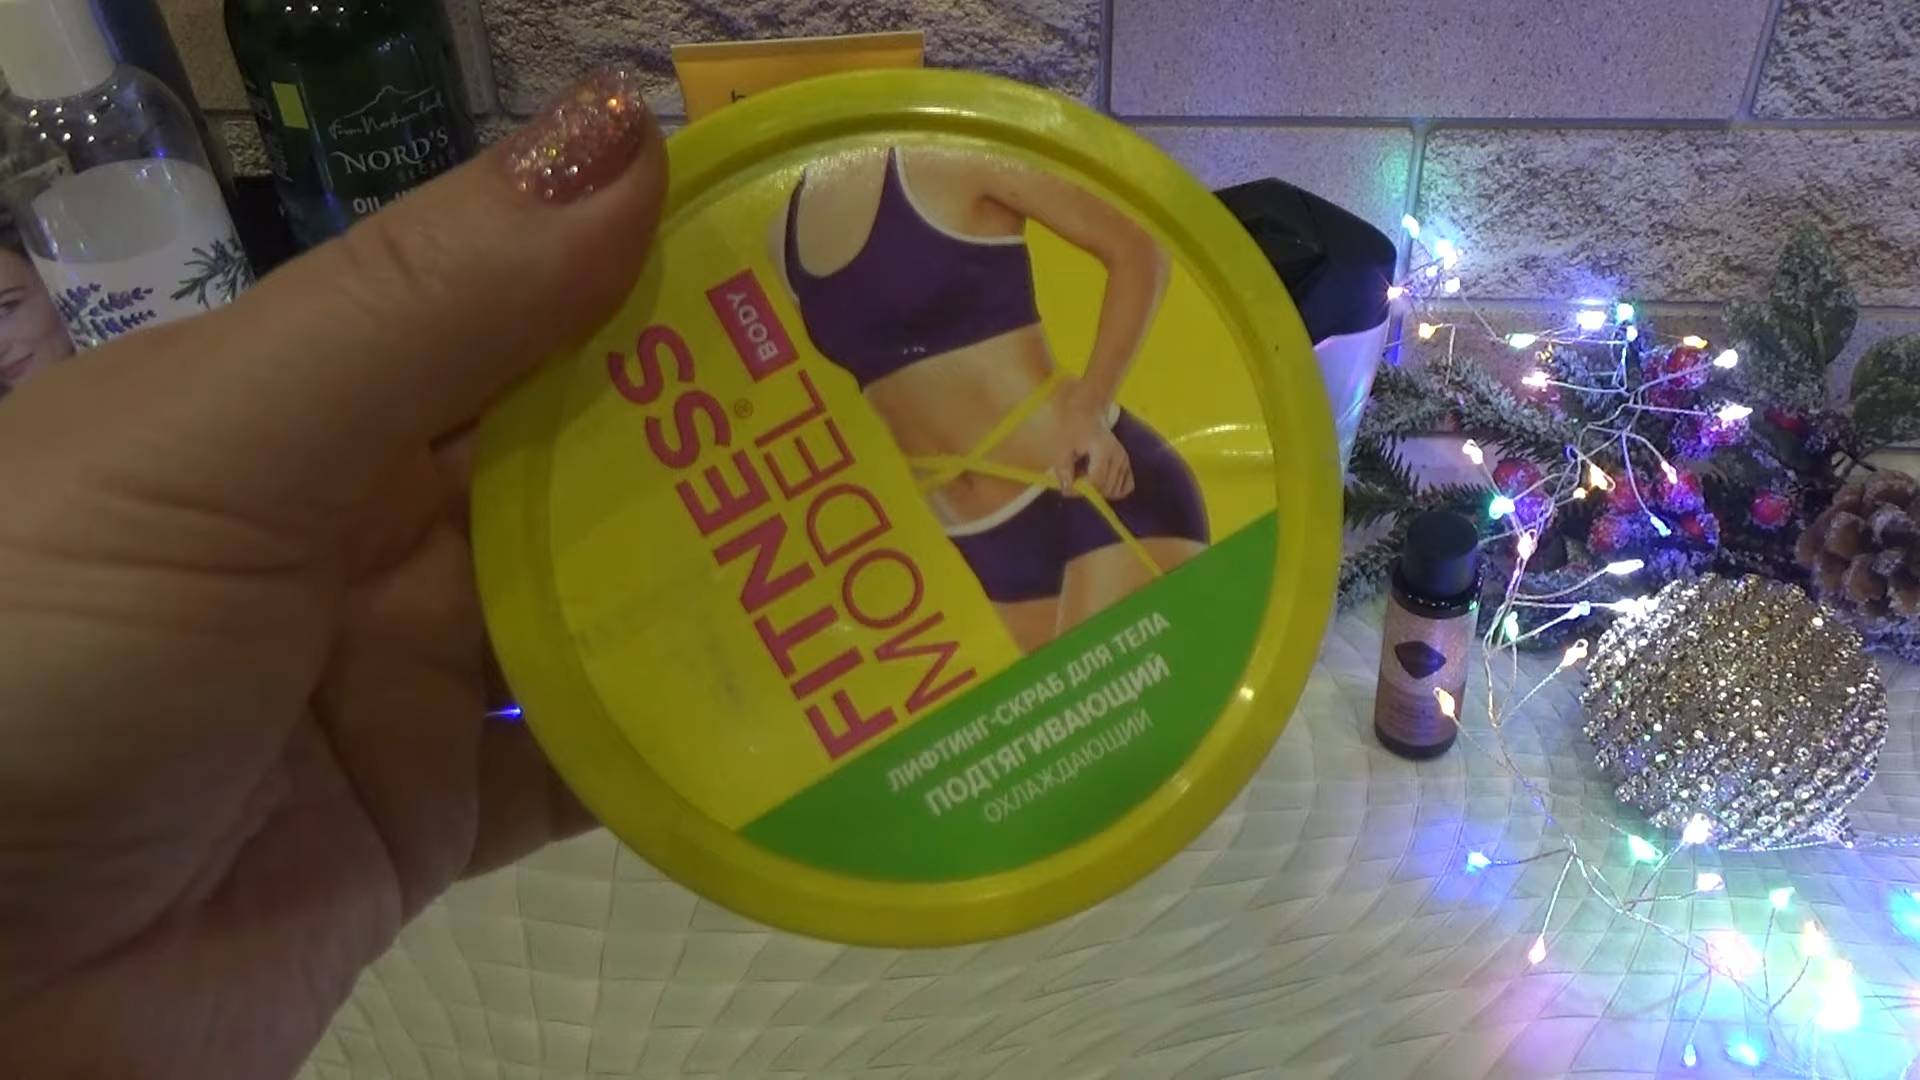 NORD'S
FITNESS
MODEL
BODY
ЛИФТИНГ-СКРАБ ДЛЯ ТЕЛА
ПОДТЯГИВАЮЩИЙ
ОХЛАЖДАЮЩИЙ